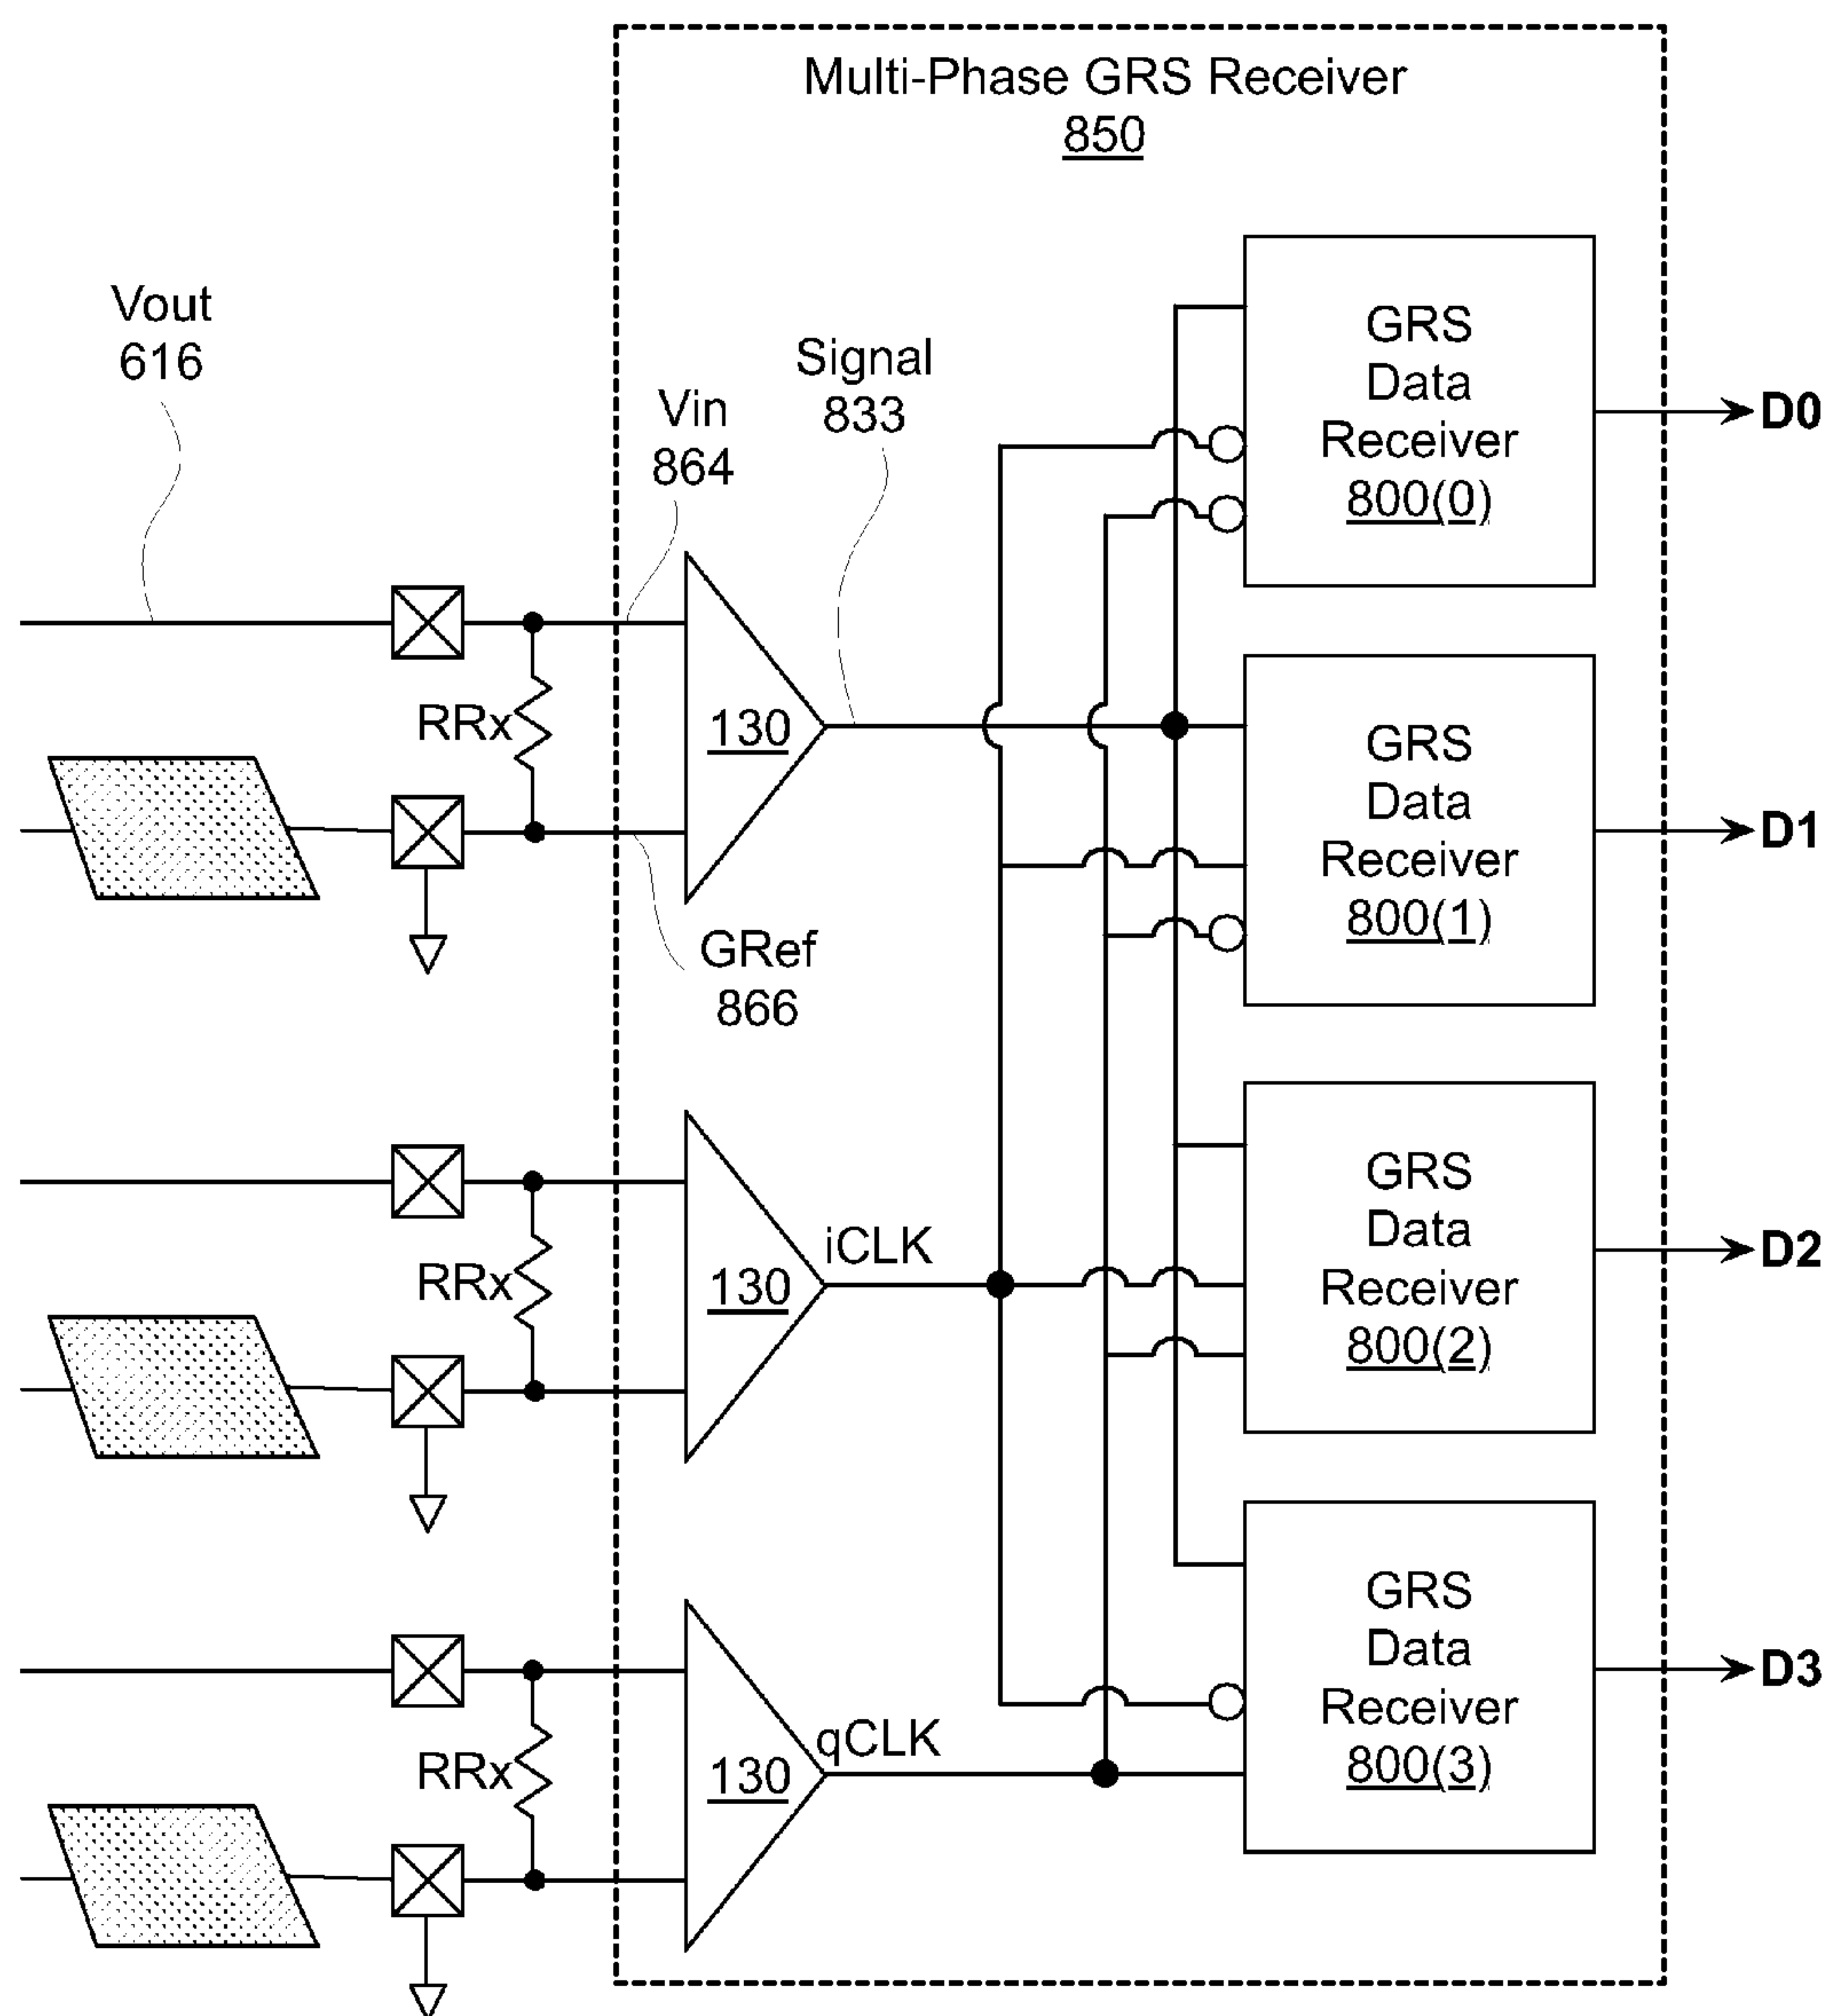 Multi-Phase GRS Receiver
850
Vout
616
Vin
864
Signal
833
GRS
Data
Receiver
800(0)
D0
RRx
130
GRef
866
GRS
Data
Receiver
800(1)
D1
RRx
130
iCLK
GRS
Data
Receiver
800(2)
D2
RRx
130
qCLK
GRS
Data
Receiver
800(3)
D3